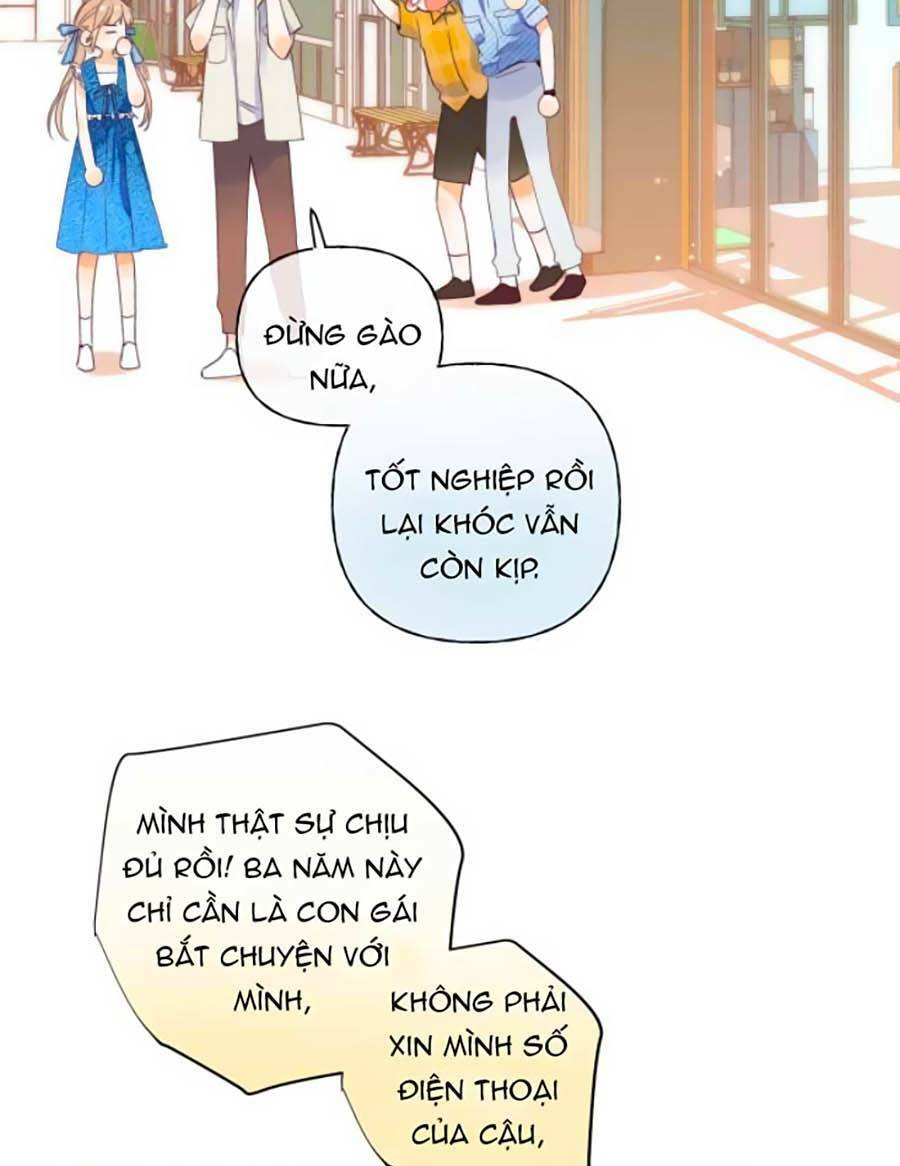 ĐỪNG GÀO
NỮA,
TỐT NGHIỆP RỒI
LẠI KHÓC VẪN
CÒN KỊP.
MÌNH THẬT SỰ CHỊU
ĐỦ RỒI! BA NĂM NÀY
CHỈ CẦN LÀ CON GÁI
BẮT CHUYỆN VỚI
MÌNH,
KHÔNG PHẢI
XIN MÌNH SỐ
ĐIỆN THOẠI
CỦA CẬU,